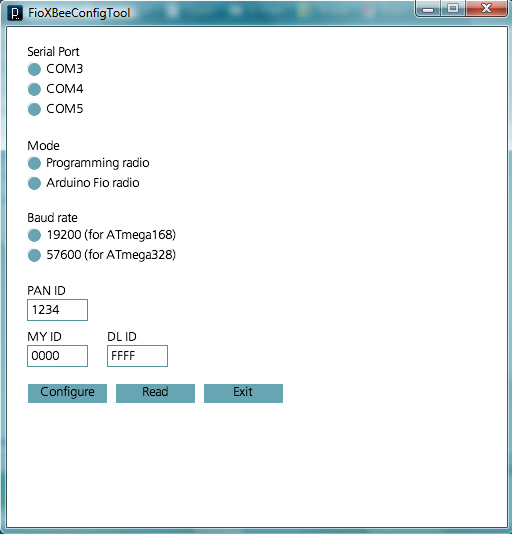 FioXBeeConfigTool
Serial Port
COM3
COM4
COM5
Mode
Programming radio
Arduino Fio radio
Baud rate
19200 (for ATmega168)
57600 (for ATmega328)
PAN ID
1234
MY ID DL ID
0000 FFFF
Configure Read Exit